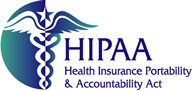 HIPAA
Health Insurance Portability
& Accountability Act